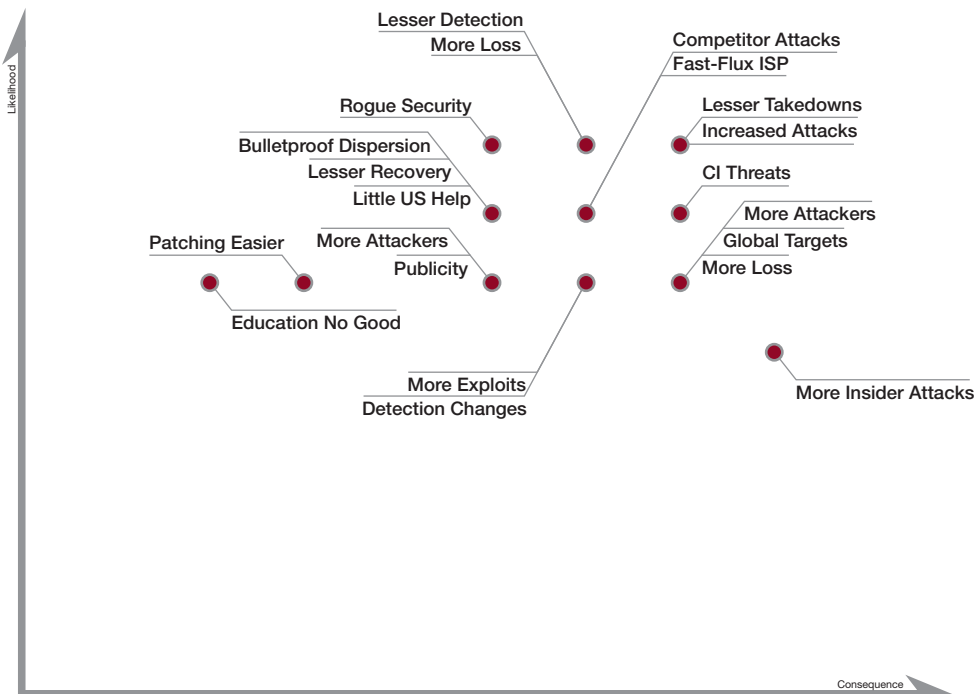 Lesser Detection
More Loss
Competitor Attacks
Fast-Flux ISP
Likelihood
Rogue Security
Lesser Takedowns
Increased Attacks
Bulletproof Dispersion
Lesser Recovery
Little US Help
CI Threats
More Attackers
Global Targets
More Loss
More Attackers
Publicity
Patching Easier
Education No Good
More Exploits
Detection Changes
More Insider Attacks
Consequence